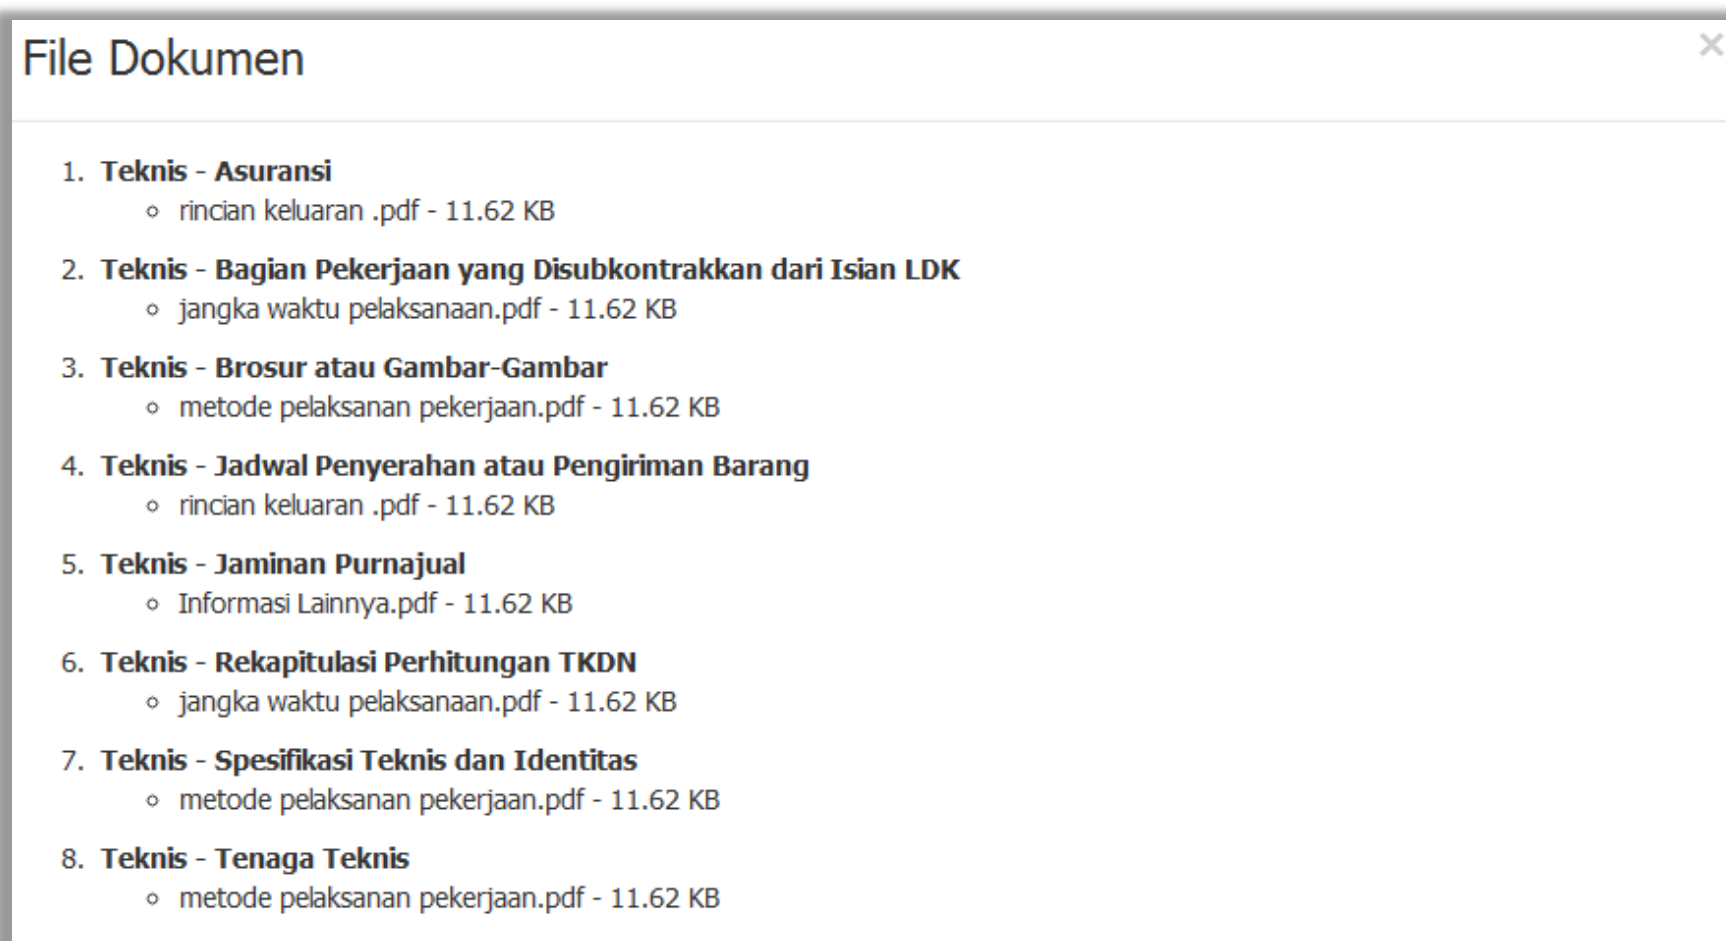 File Dokumen
×
1. Teknis - Asuransi
rincian keluaran .pdf - 11.62 KB
2. Teknis - Bagian Pekerjaan yang Disubkontrakkan dari Isian LDK
jangka waktu pelaksanaan.pdf - 11.62 KB
3. Teknis - Brosur atau Gambar-Gambar
metode pelaksanan pekerjaan.pdf - 11.62 KB
4. Teknis - Jadwal Penyerahan atau Pengiriman Barang
rincian keluaran .pdf - 11.62 KB
5. Teknis - Jaminan Purnajual
Informasi Lainnya.pdf - 11.62 KB
6. Teknis - Rekapitulasi Perhitungan TKDN
jangka waktu pelaksanaan.pdf - 11.62 KB
7. Teknis - Spesifikasi Teknis dan Identitas
metode pelaksanan pekerjaan.pdf - 11.62 KB
8. Teknis - Tenaga Teknis
metode pelaksanan pekerjaan.pdf - 11.62 KB